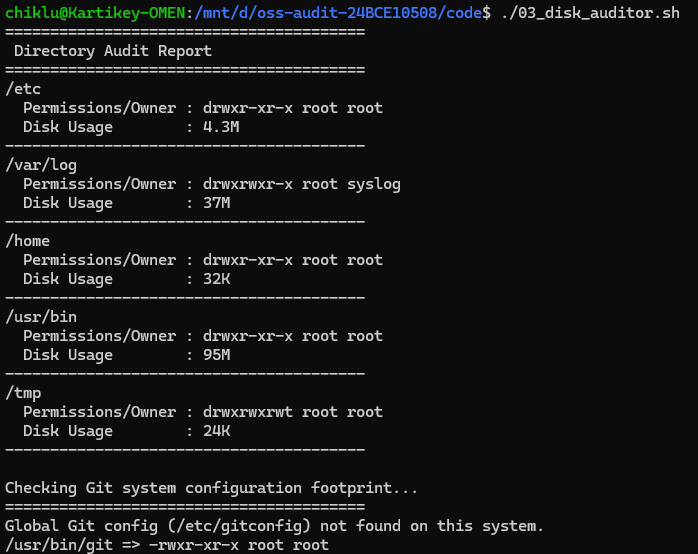 chiklu@Kartikey-OMEN:/mnt/d/oss-audit-24BCE10508/code$ ./03_disk_auditor.sh
========================================
 Directory Audit Report
========================================
/etc
  Permissions/Owner : drwxr-xr-x root root
  Disk Usage        : 4.3M
----------------------------------------
/var/log
  Permissions/Owner : drwxrwxr-x root syslog
  Disk Usage        : 37M
----------------------------------------
/home
  Permissions/Owner : drwxr-xr-x root root
  Disk Usage        : 32K
----------------------------------------
/usr/bin
  Permissions/Owner : drwxr-xr-x root root
  Disk Usage        : 95M
----------------------------------------
/tmp
  Permissions/Owner : drwxrwxrwt root root
  Disk Usage        : 24K
----------------------------------------

Checking Git system configuration footprint...
========================================
Global Git config (/etc/gitconfig) not found on this system.
/usr/bin/git => -rwxr-xr-x root root